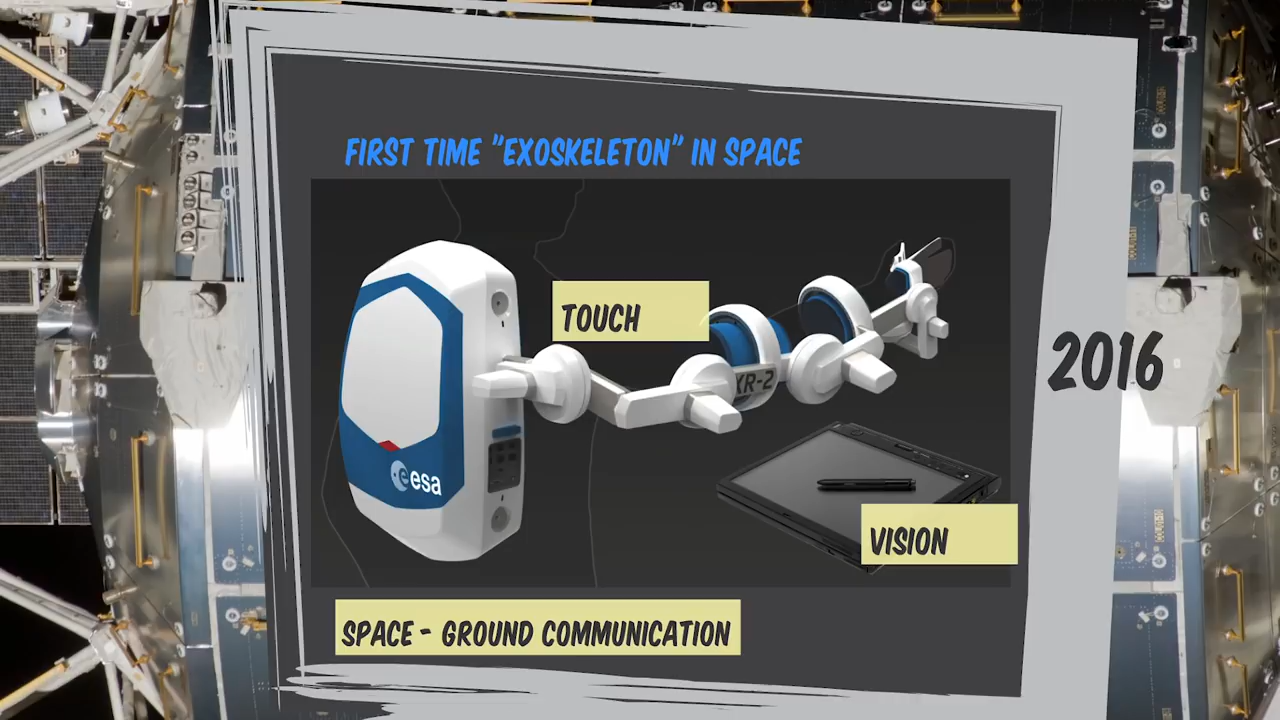 FIRST TIME "EXOSKELETON" IN SPACE
TOUCH
2016
XR-2
esa
VISION
SPACE - GROUND COMMUNICATION